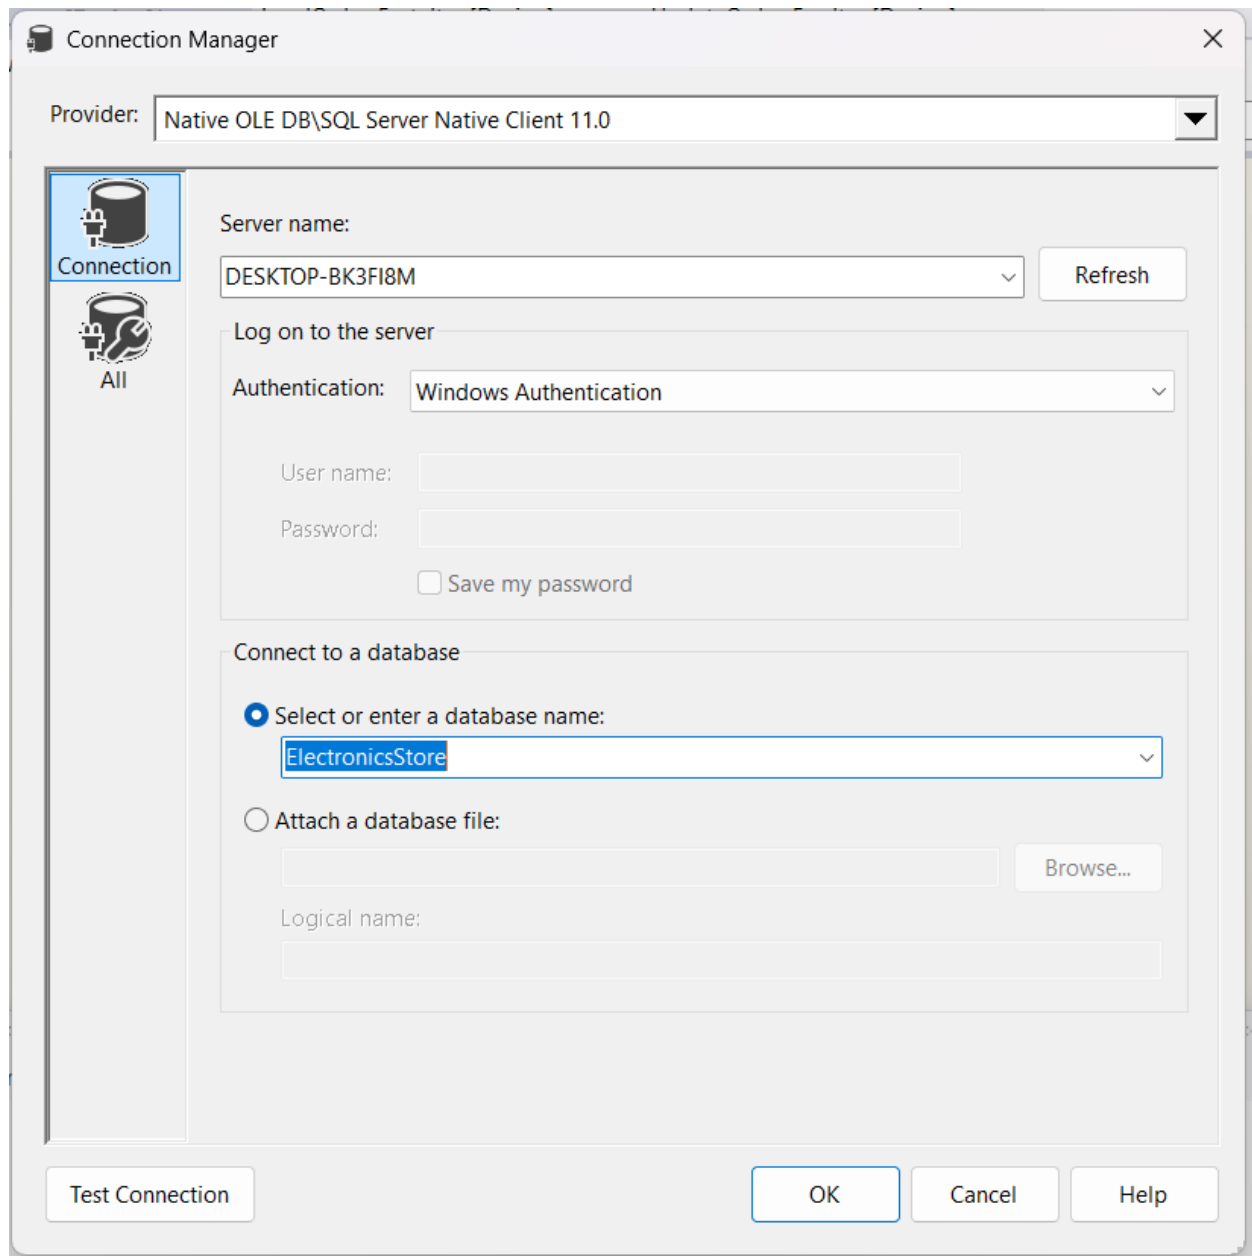 Connection Manager
Provider:
Native OLE DB\SQL Server Native Client 11.0
Connection
All
Server name:
DESKTOP-BK3FI8M
Refresh
Log on to the server
Authentication:
Windows Authentication
User name:
Password:
Save my password
Connect to a database
Select or enter a database name:
ElectronicsStore
Attach a database file:
Browse...
Logical name:
Test Connection
OK
Cancel
Help